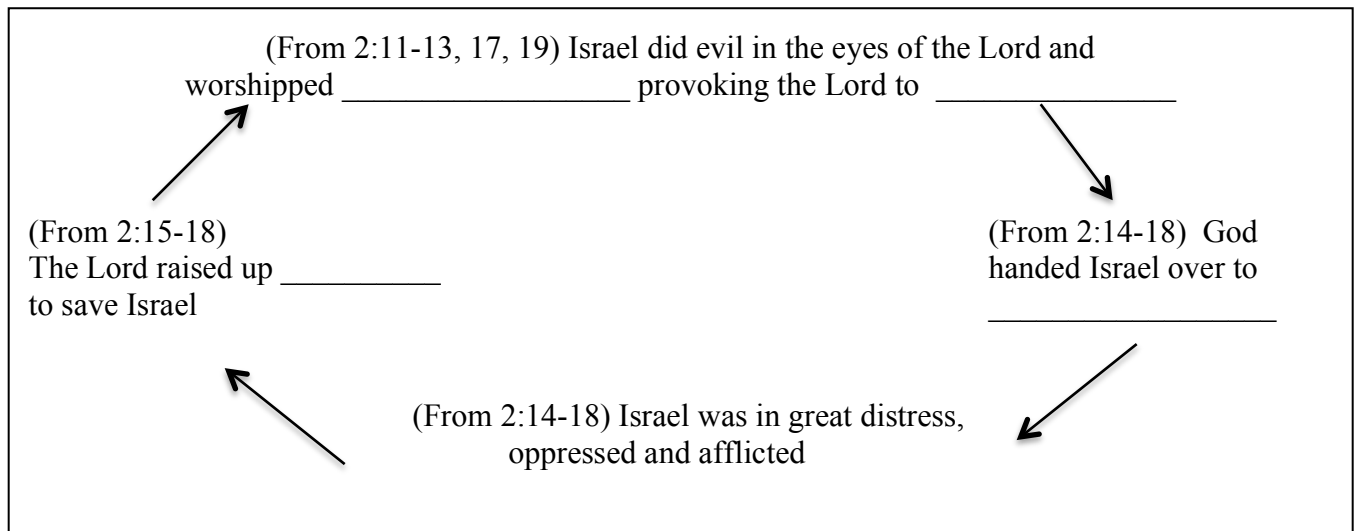 (From 2:11-13, 17, 19) Israel did evil in the eyes of the Lord and
worshipped __________________ provoking the Lord to _______________
(From 2:15-18)
The Lord raised up __________
to save Israel
(From 2:14-18) God
handed Israel over to
__________________
(From 2:14-18) Israel was in great distress,
oppressed and afflicted